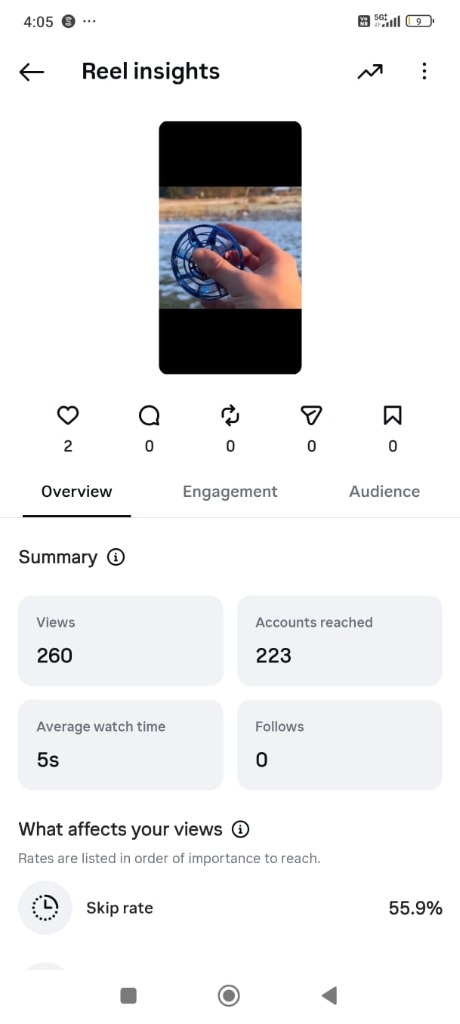 4:05
5G+
9
Reel insights
2
0
0
0
0
Overview
Engagement
Audience
Summary
Views
260
Accounts reached
223
Average watch time
5s
Follows
0
What affects your views
Rates are listed in order of importance to reach.
Skip rate
55.9%